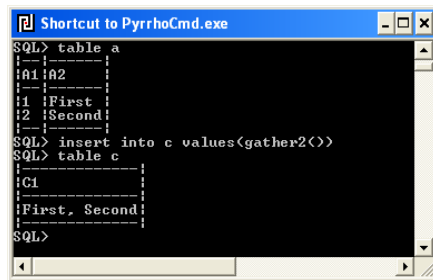 Shortcut to PyrrhoCmd.exe
SQL> table a
|--|------|
|A1|A2    |
|--|------|
|1 |First |
|2 |Second|
|--|------|
SQL> insert into c values(gather2())
SQL> table c
|-------------|
|C1           |
|-------------|
|First, Second|
|-------------|
SQL>